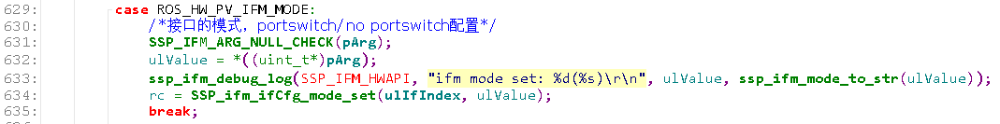 629: case ROS_HW_PV_IFM_MODE:
630: /*接口的模式，portswitch/no portswitch配置*/
631: SSP_IFM_ARG_NULL_CHECK(pArg);
632: ulValue = *((uint_t*)pArg);
633: ssp_ifm_debug_log(SSP_IFM_HWAPI, "ifm mode set: %d(%s)\r\n", ulValue, ssp_ifm_mode_to_str(ulValue));
634: rc = SSP_ifm_ifCfg_mode_set(ulIfIndex, ulValue);
635: break;